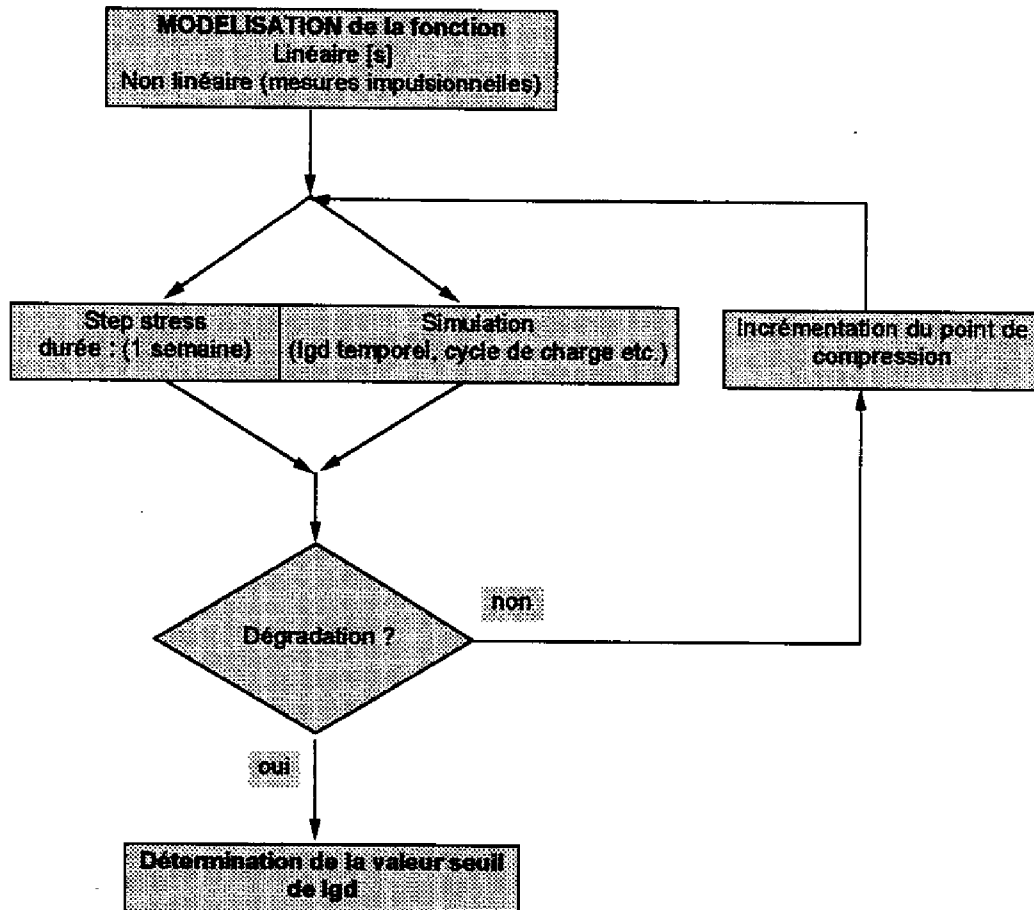 MODELISATION de la fonction
Linéaire [s]
Non linéaire (mesures impulsionnelles)
Step stress
durée : (1 semaine)
Simulation
(Igd temporel, cycle de charge etc.)
Incrémentation du point de
compression
non
Dégradation ?
oui
Détermination de la valeur seuil
de Igd